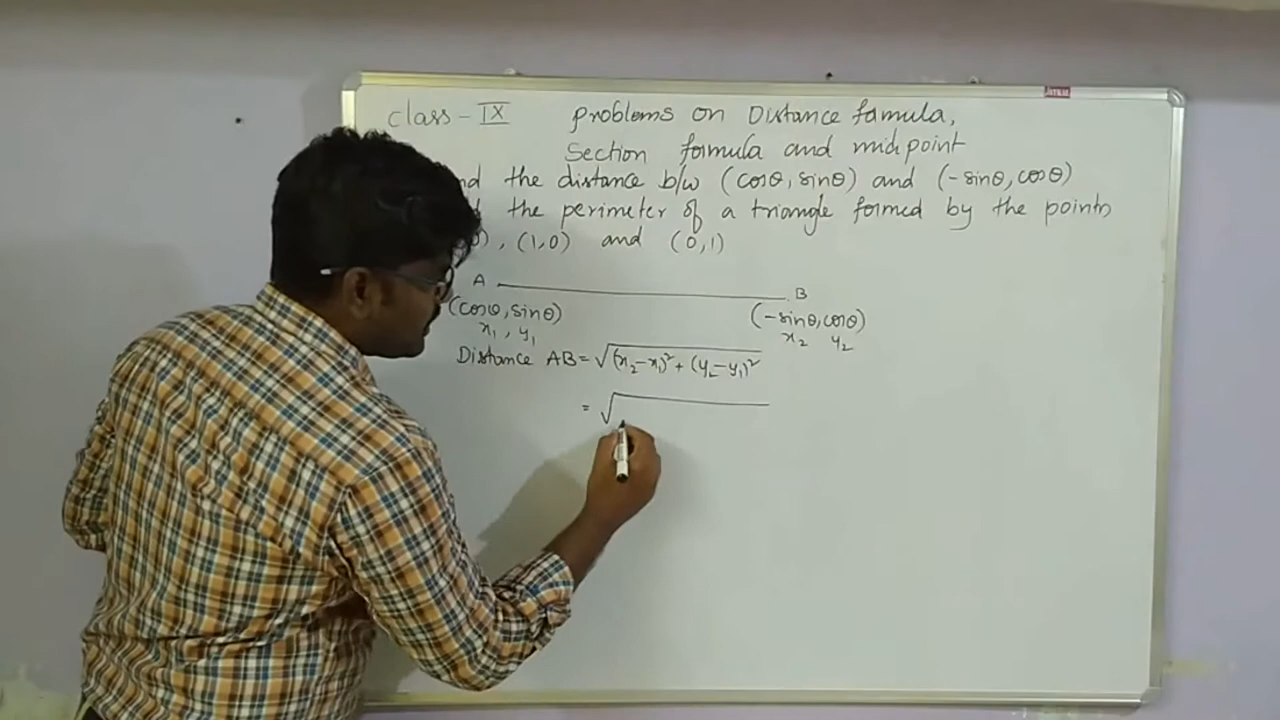 class - IX problems on Distance famula,
Section formula and midpoint
nd the distance b/w (cosθ, sinθ) and (-sinθ, cosθ)
the perimeter of a triangle formed by the points
), (1,0) and (0,1)
A B
(cosθ, sinθ) (-sinθ, cosθ)
x₁, y₁ x₂ y₂
Distance AB = √(x₂-x₁)² + (y₂-y₁)²
= √